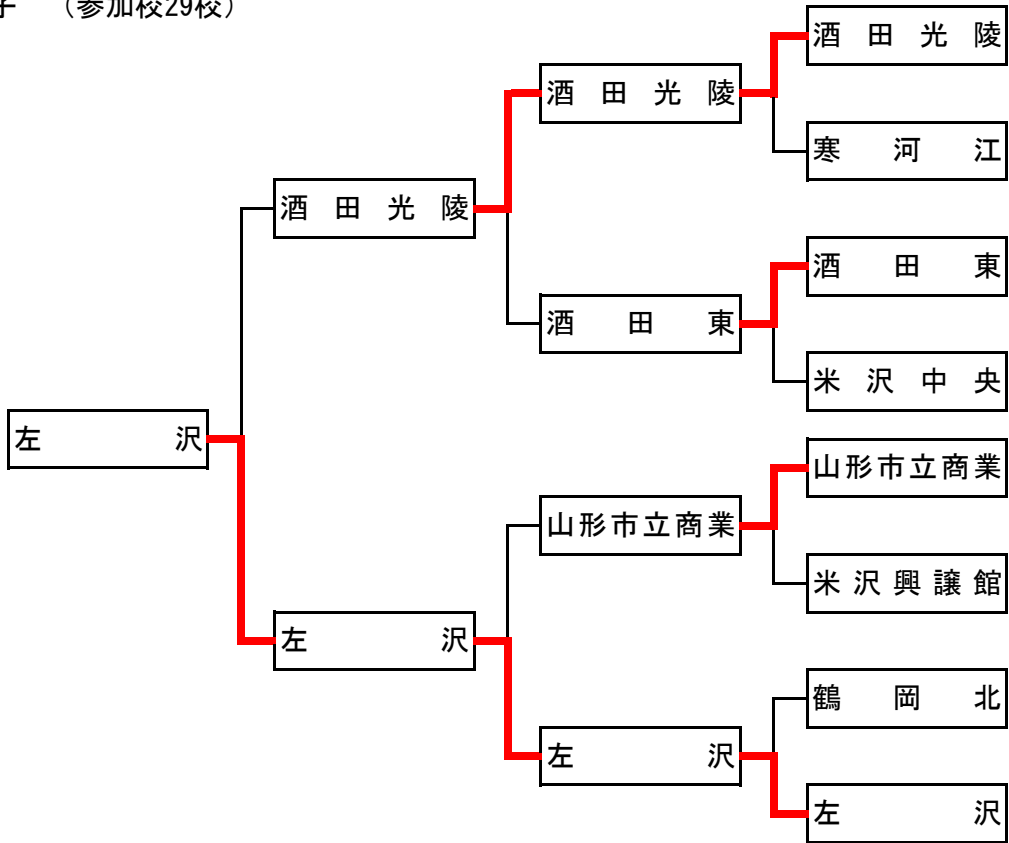 子 （参加校29校）
酒田光陵
酒田光陵
寒河江
酒田光陵
酒田東
酒田東
米沢中央
左沢
山形市立商業
山形市立商業
米沢興譲館
左沢
鶴岡北
左沢
左沢